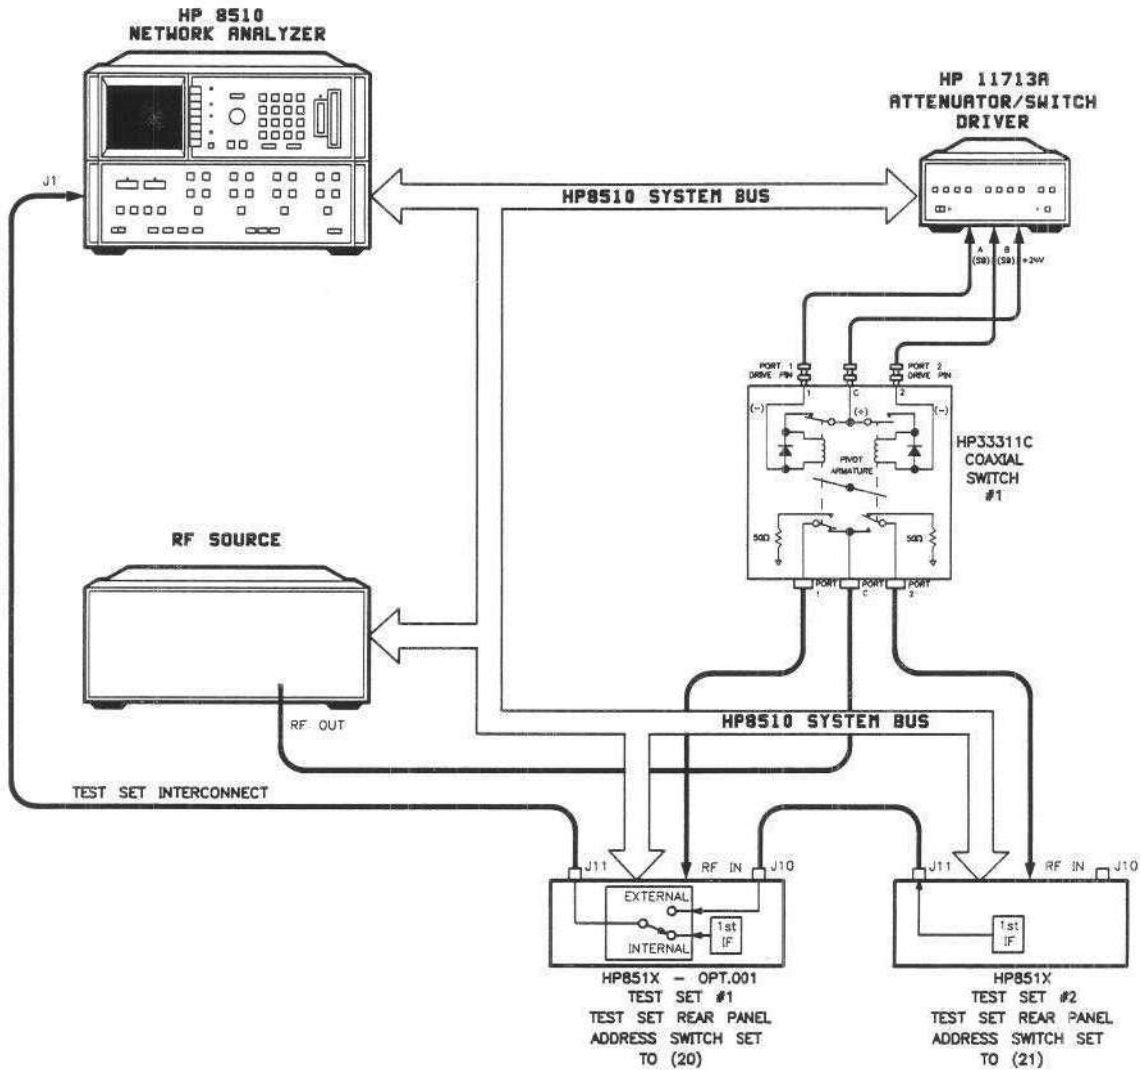 HP 8510
NETWORK ANALYZER
HP 11713A
ATTENUATOR/SWITCH
DRIVER
J1
HP8510 SYSTEM BUS
A
(S9)
B
(S9)
+24V
PORT 1
DRIVE PIN
PORT 2
DRIVE PIN
1
C
2
(-)
(+)
(-)
HP33311C
COAXIAL
SWITCH
#1
PIVOT
ARMATURE
50Ω
50Ω
PORT
1
PORT
C
PORT
2
RF SOURCE
RF OUT
HP8510 SYSTEM BUS
TEST SET INTERCONNECT
J11
RF IN
J10
J11
RF IN
J10
EXTERNAL
INTERNAL
1st
IF
1st
IF
HP851X - OPT.001
TEST SET #1
TEST SET REAR PANEL
ADDRESS SWITCH SET
TO (20)
HP851X
TEST SET #2
TEST SET REAR PANEL
ADDRESS SWITCH SET
TO (21)